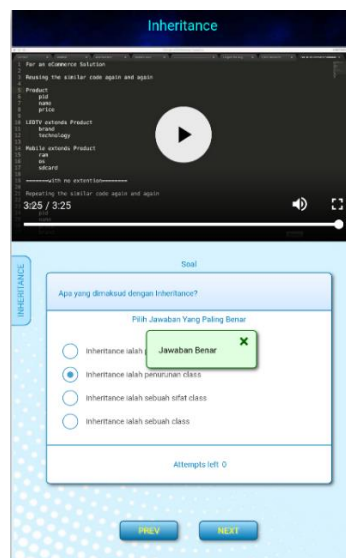 Inheritance
For an eCommerce Solution
Reusing the similar code again and again
Product
pid
name
price
LEDTV extends Product
brand
technology
Mobile extends Product
ram
os
sdcard
with no extention
Repeating the similar code again and again
pid
name
3:25 / 3:25
INHERITANCE
Soal
Apa yang dimaksud dengan Inheritance?
Pilih Jawaban Yang Paling Benar
Inheritance ialah
Jawaban Benar
Inheritance ialah penurunan class
Inheritance ialah sebuah sifat class
Inheritance ialah sebuah class
Attempts left 0
PREV
NEXT